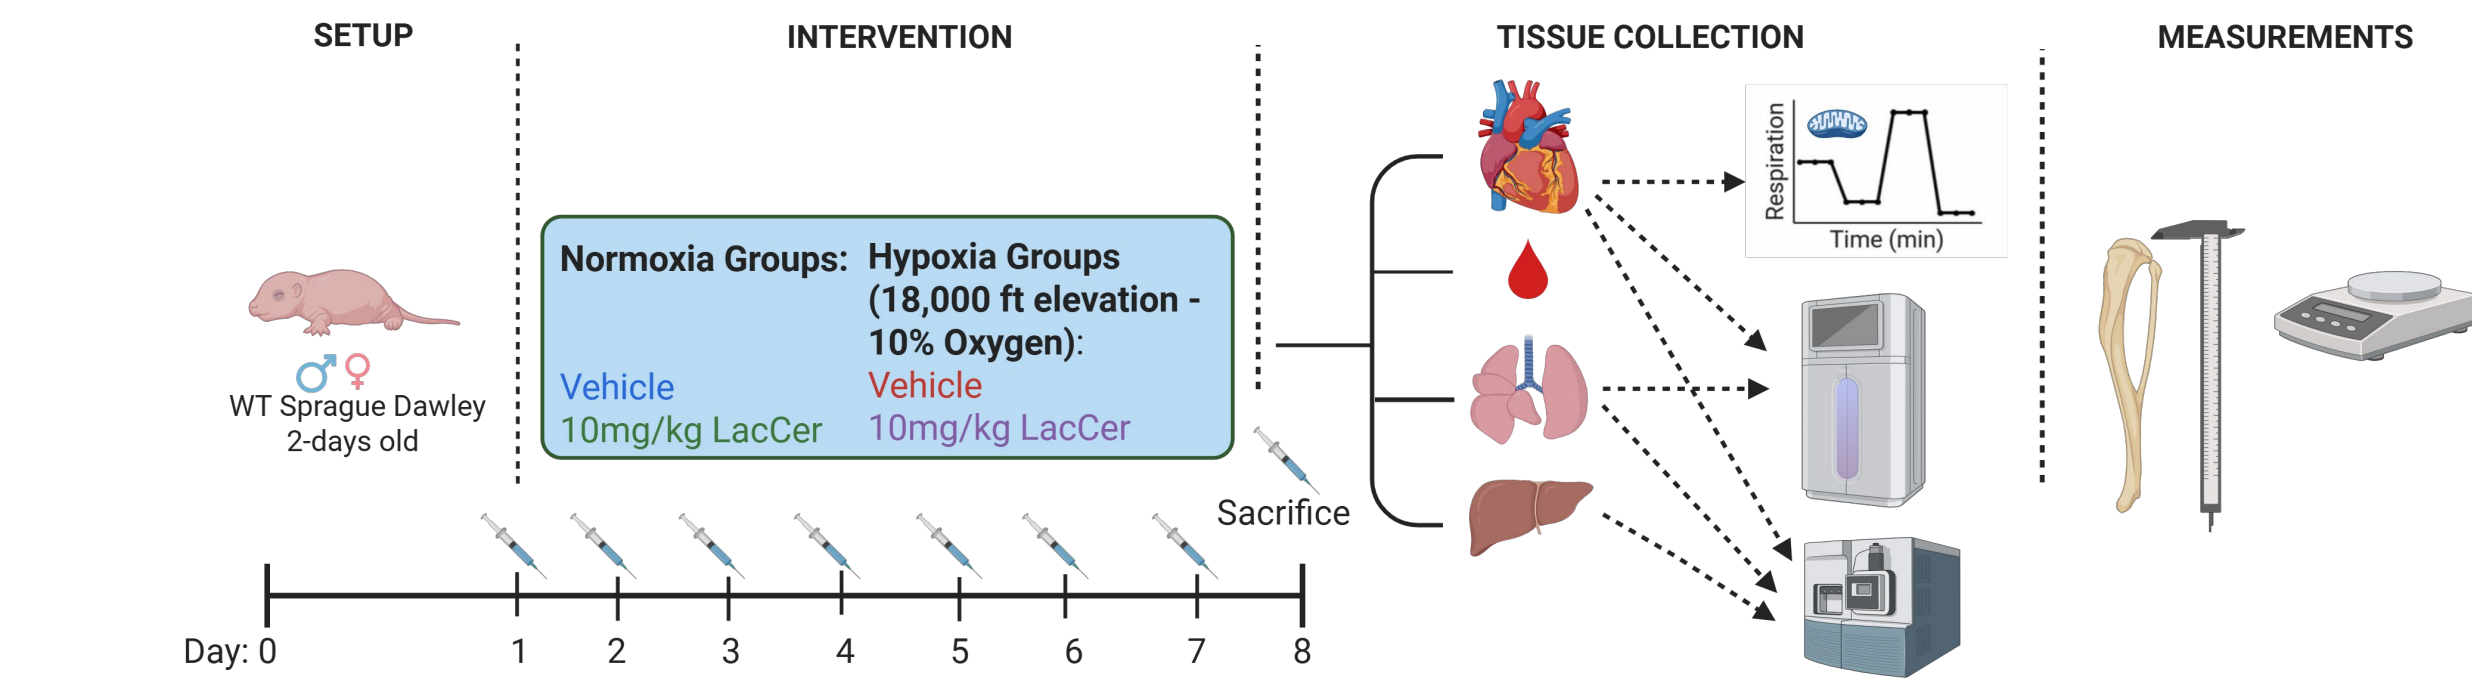 SETUP
INTERVENTION
TISSUE COLLECTION
MEASUREMENTS
WT Sprague Dawley
2-days old
Normoxia Groups:
Vehicle
10mg/kg LacCer
Hypoxia Groups
(18,000 ft elevation -
10% Oxygen):
Vehicle
10mg/kg LacCer
Sacrifice
Respiration
Time (min)
Day: 0 1 2 3 4 5 6 7 8